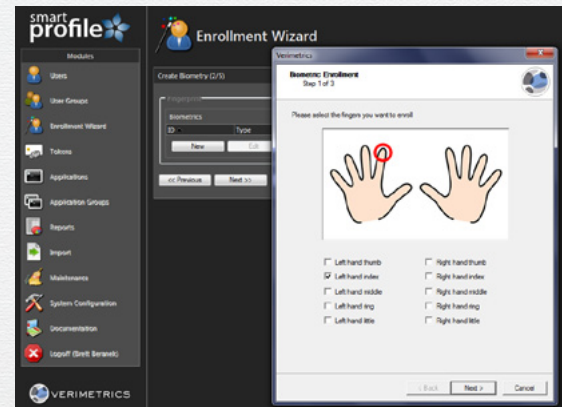 smart
profile
Enrollment Wizard
Modules
Users
User Groups
Enrollment Wizard
Tokens
Applications
Application Groups
Reports
Import
Maintenance
System Configuration
Documentation
Logoff (Brett Beranek)
VERIMETRICS
Create Biometry (2/5)
Fingerprint
Biometrics
ID
Type
New
Edit
<< Previous
Next >>
Verimetrics
Biometric Enrollment
Step 1 of 3
Please select the fingers you want to enroll
Left hand thumb
Right hand thumb
Left hand index
Right hand index
Left hand middle
Right hand middle
Left hand ring
Right hand ring
Left hand little
Right hand little
< Back
Next >
Cancel